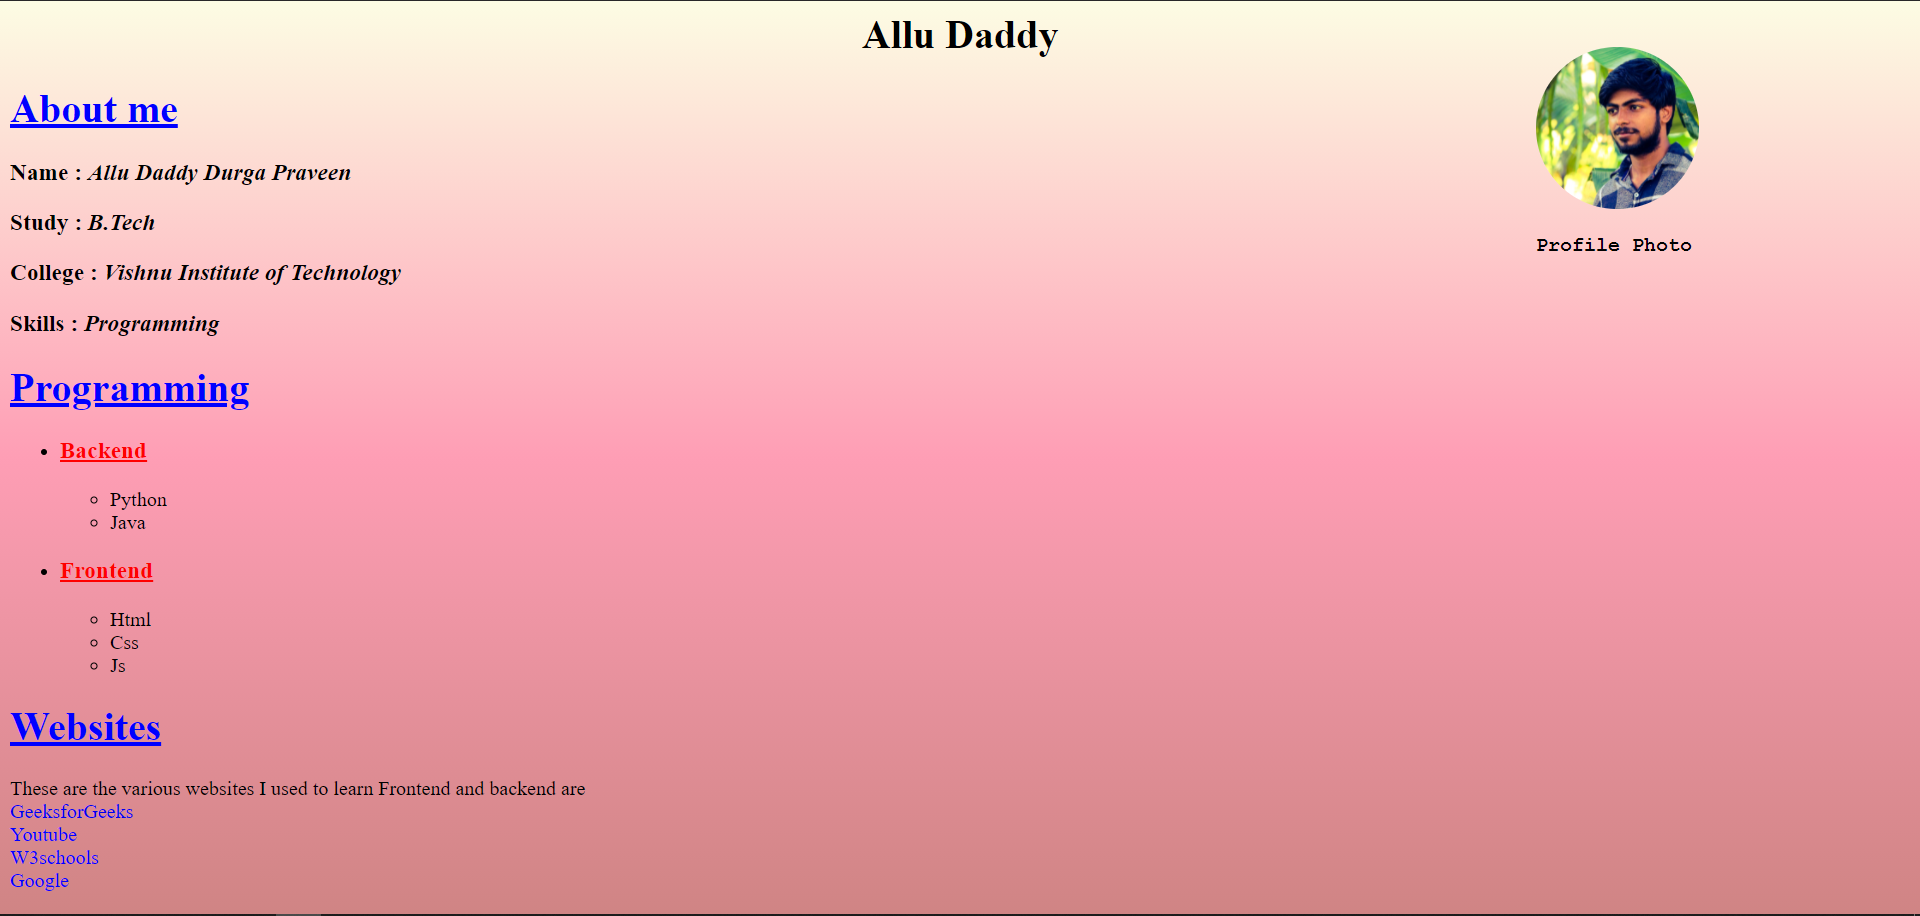 Allu Daddy
About me
Name : Allu Daddy Durga Praveen
Study : B.Tech
College : Vishnu Institute of Technology
Skills : Programming
Profile Photo
Programming
Backend
Python
Java
Frontend
Html
Css
Js
Websites
These are the various websites I used to learn Frontend and backend are
GeeksforGeeks
Youtube
W3schools
Google